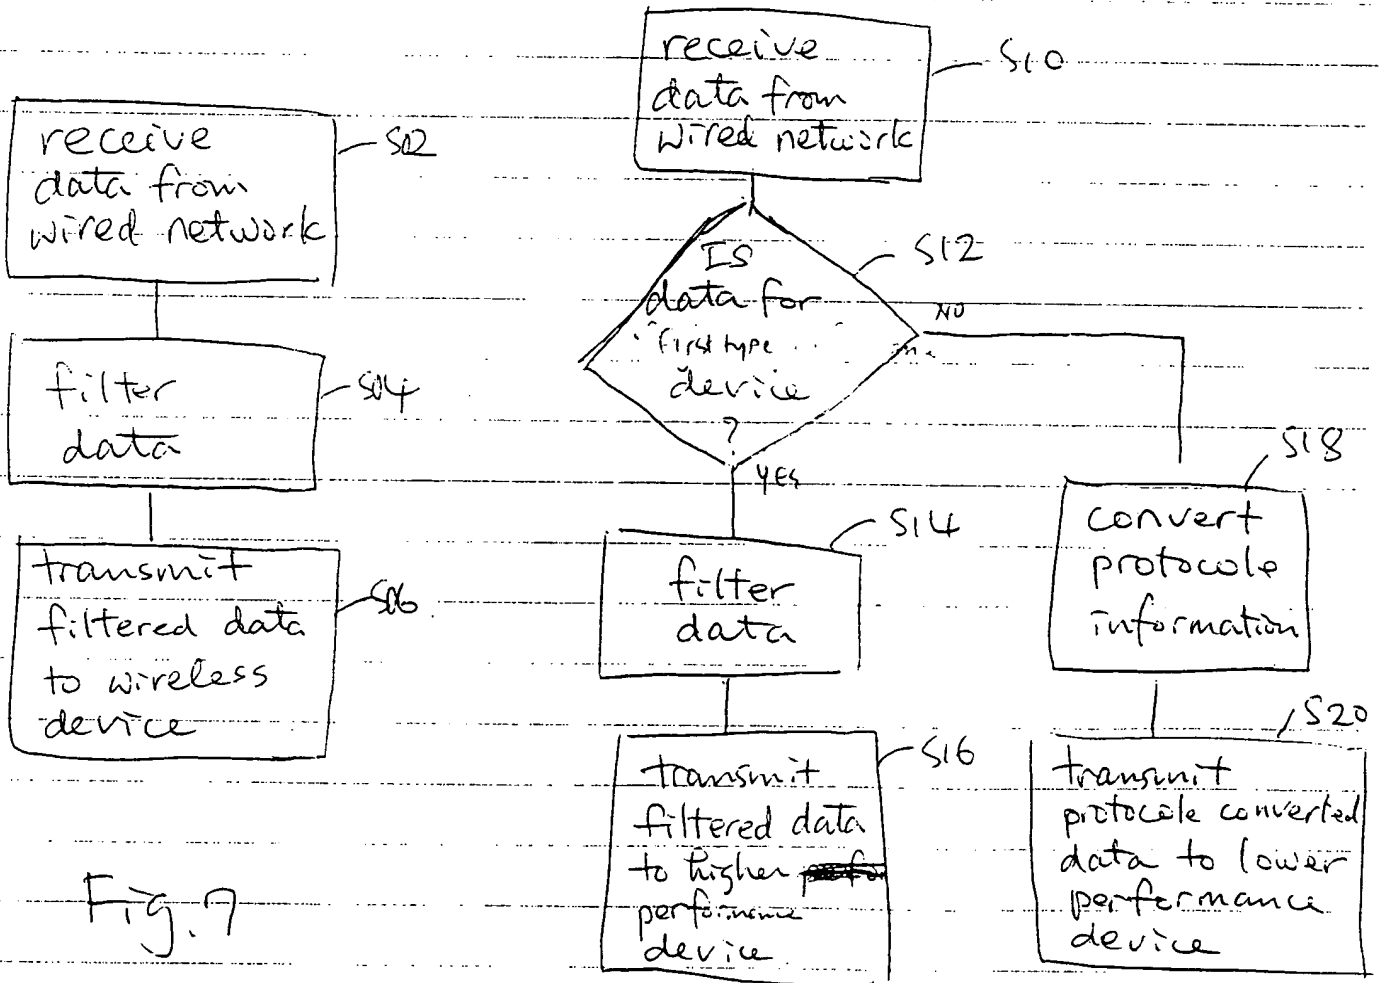 receive
data from
wired network
S02
filter
data
S04
transmit
filtered data
to wireless
device
S06
Fig. 7
receive
data from
wired network
S10
IS
data for
first type
device
?
S12
NO
YES
filter
data
S14
transmit
filtered data
to higher
performance
device
S16
convert
protocole
information
S18
transmit
protocole converted
data to lower
performance
device
S20